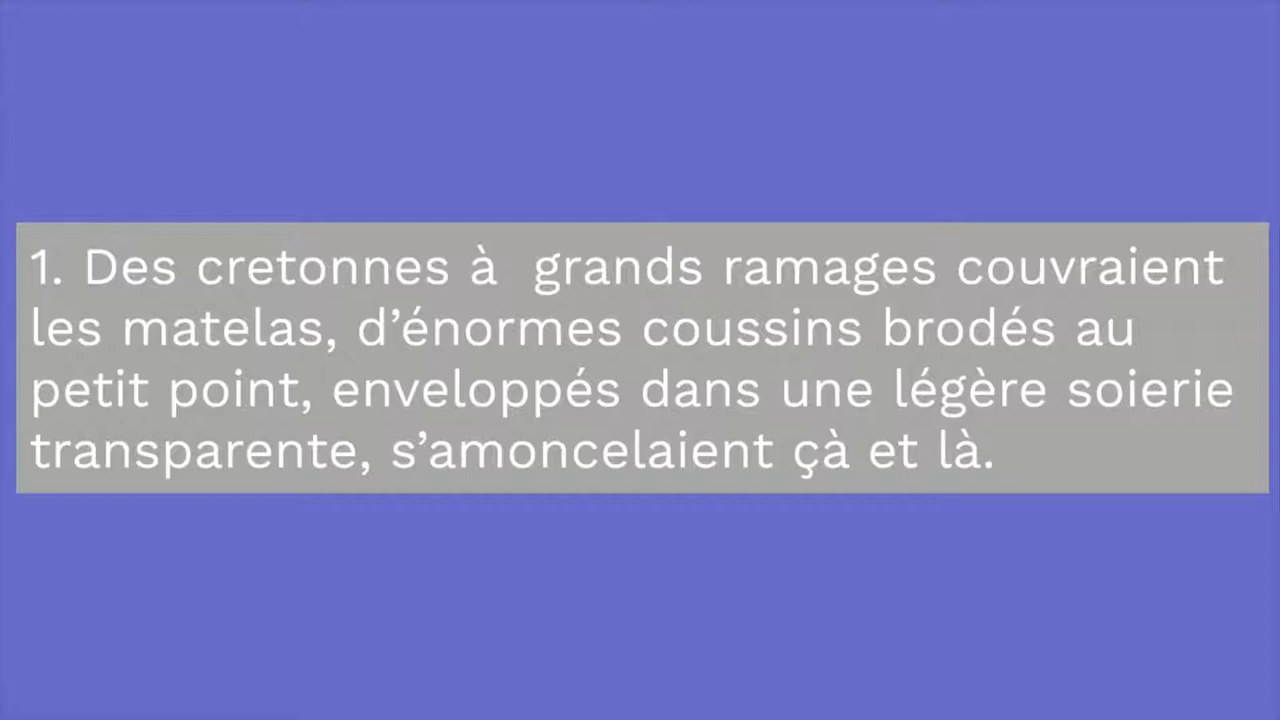 1. Des cretonnes à  grands ramages couvraient
les matelas, d’énormes coussins brodés au
petit point, enveloppés dans une légère soierie
transparente, s’amoncelaient çà et là.